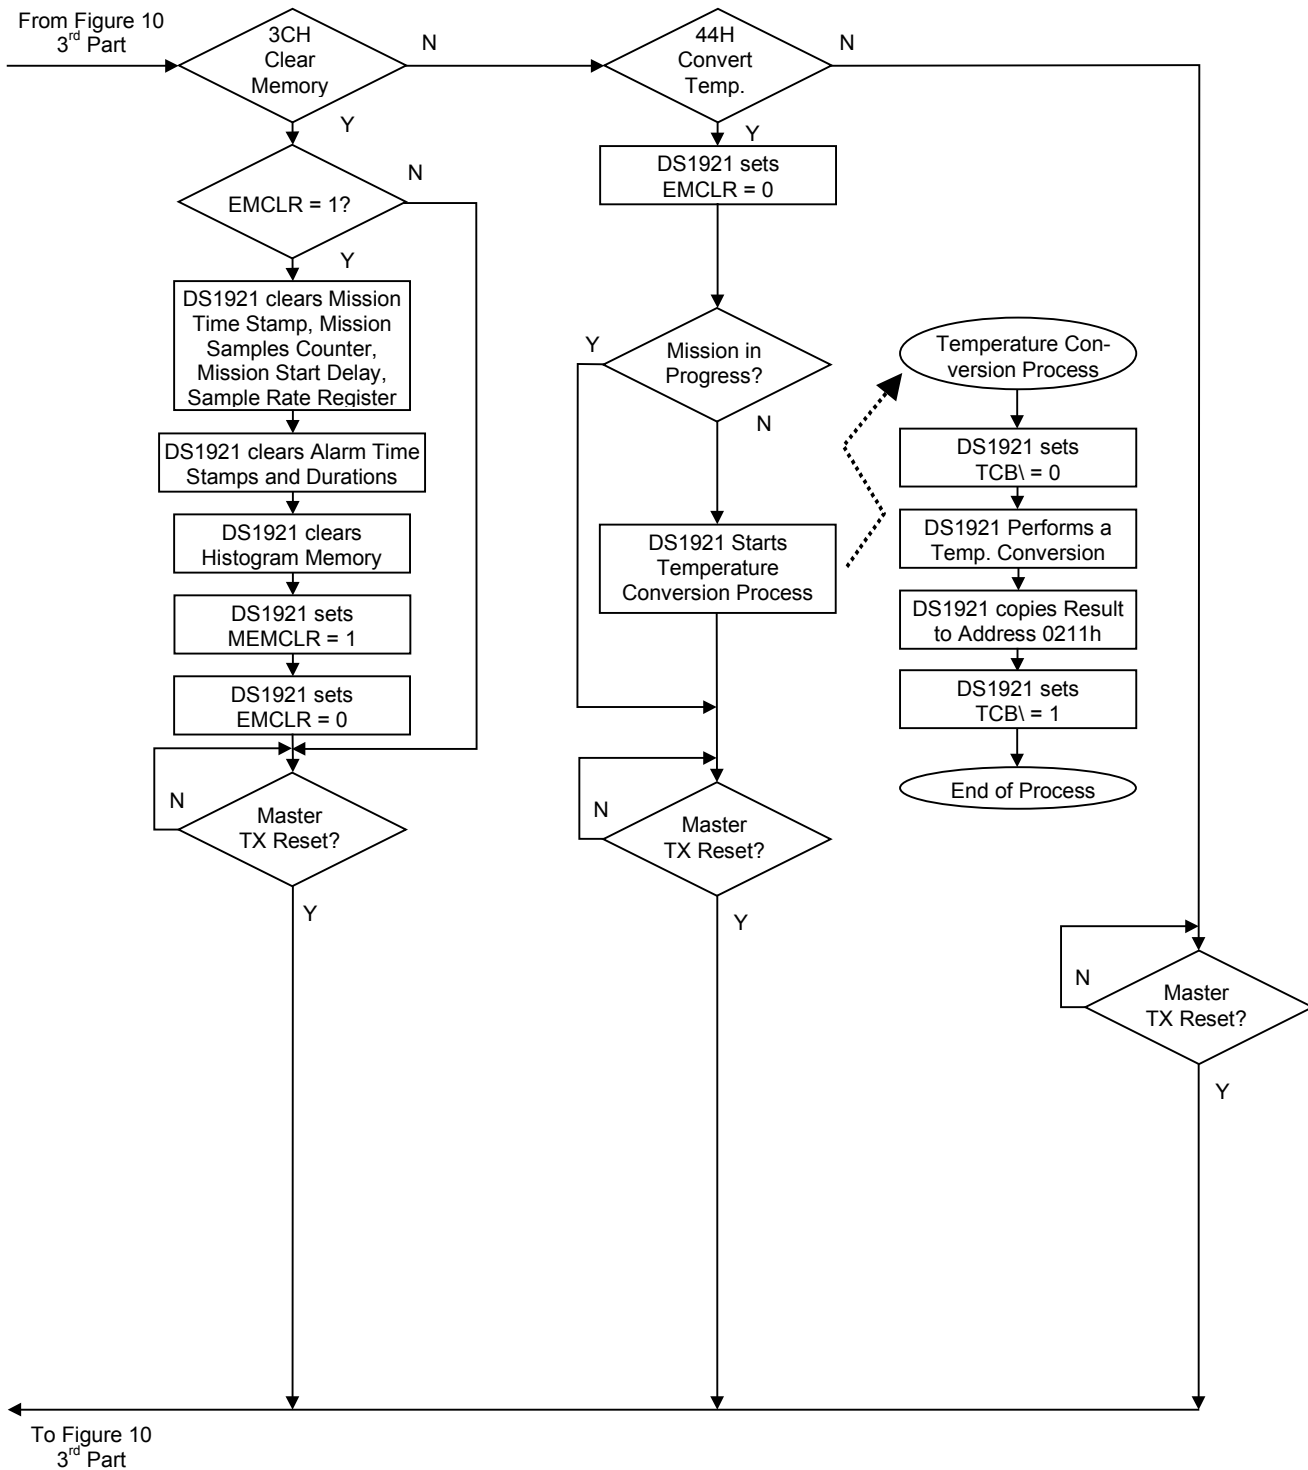 From Figure 10
3rd Part
3CH
Clear
Memory
N
Y
44H
Convert
Temp.
N
Y
EMCLR = 1?
N
Y
DS1921 sets
EMCLR = 0
DS1921 clears Mission
Time Stamp, Mission
Samples Counter,
Mission Start Delay,
Sample Rate Register
DS1921 clears Alarm Time
Stamps and Durations
DS1921 clears
Histogram Memory
DS1921 sets
MEMCLR = 1
DS1921 sets
EMCLR = 0
N
Master
TX Reset?
Y
Y
Mission in
Progress?
N
DS1921 Starts
Temperature
Conversion Process
N
Master
TX Reset?
Y
Temperature Con-
version Process
DS1921 sets
TCB\ = 0
DS1921 Performs a
Temp. Conversion
DS1921 copies Result
to Address 0211h
DS1921 sets
TCB\ = 1
End of Process
N
Master
TX Reset?
Y
To Figure 10
3rd Part